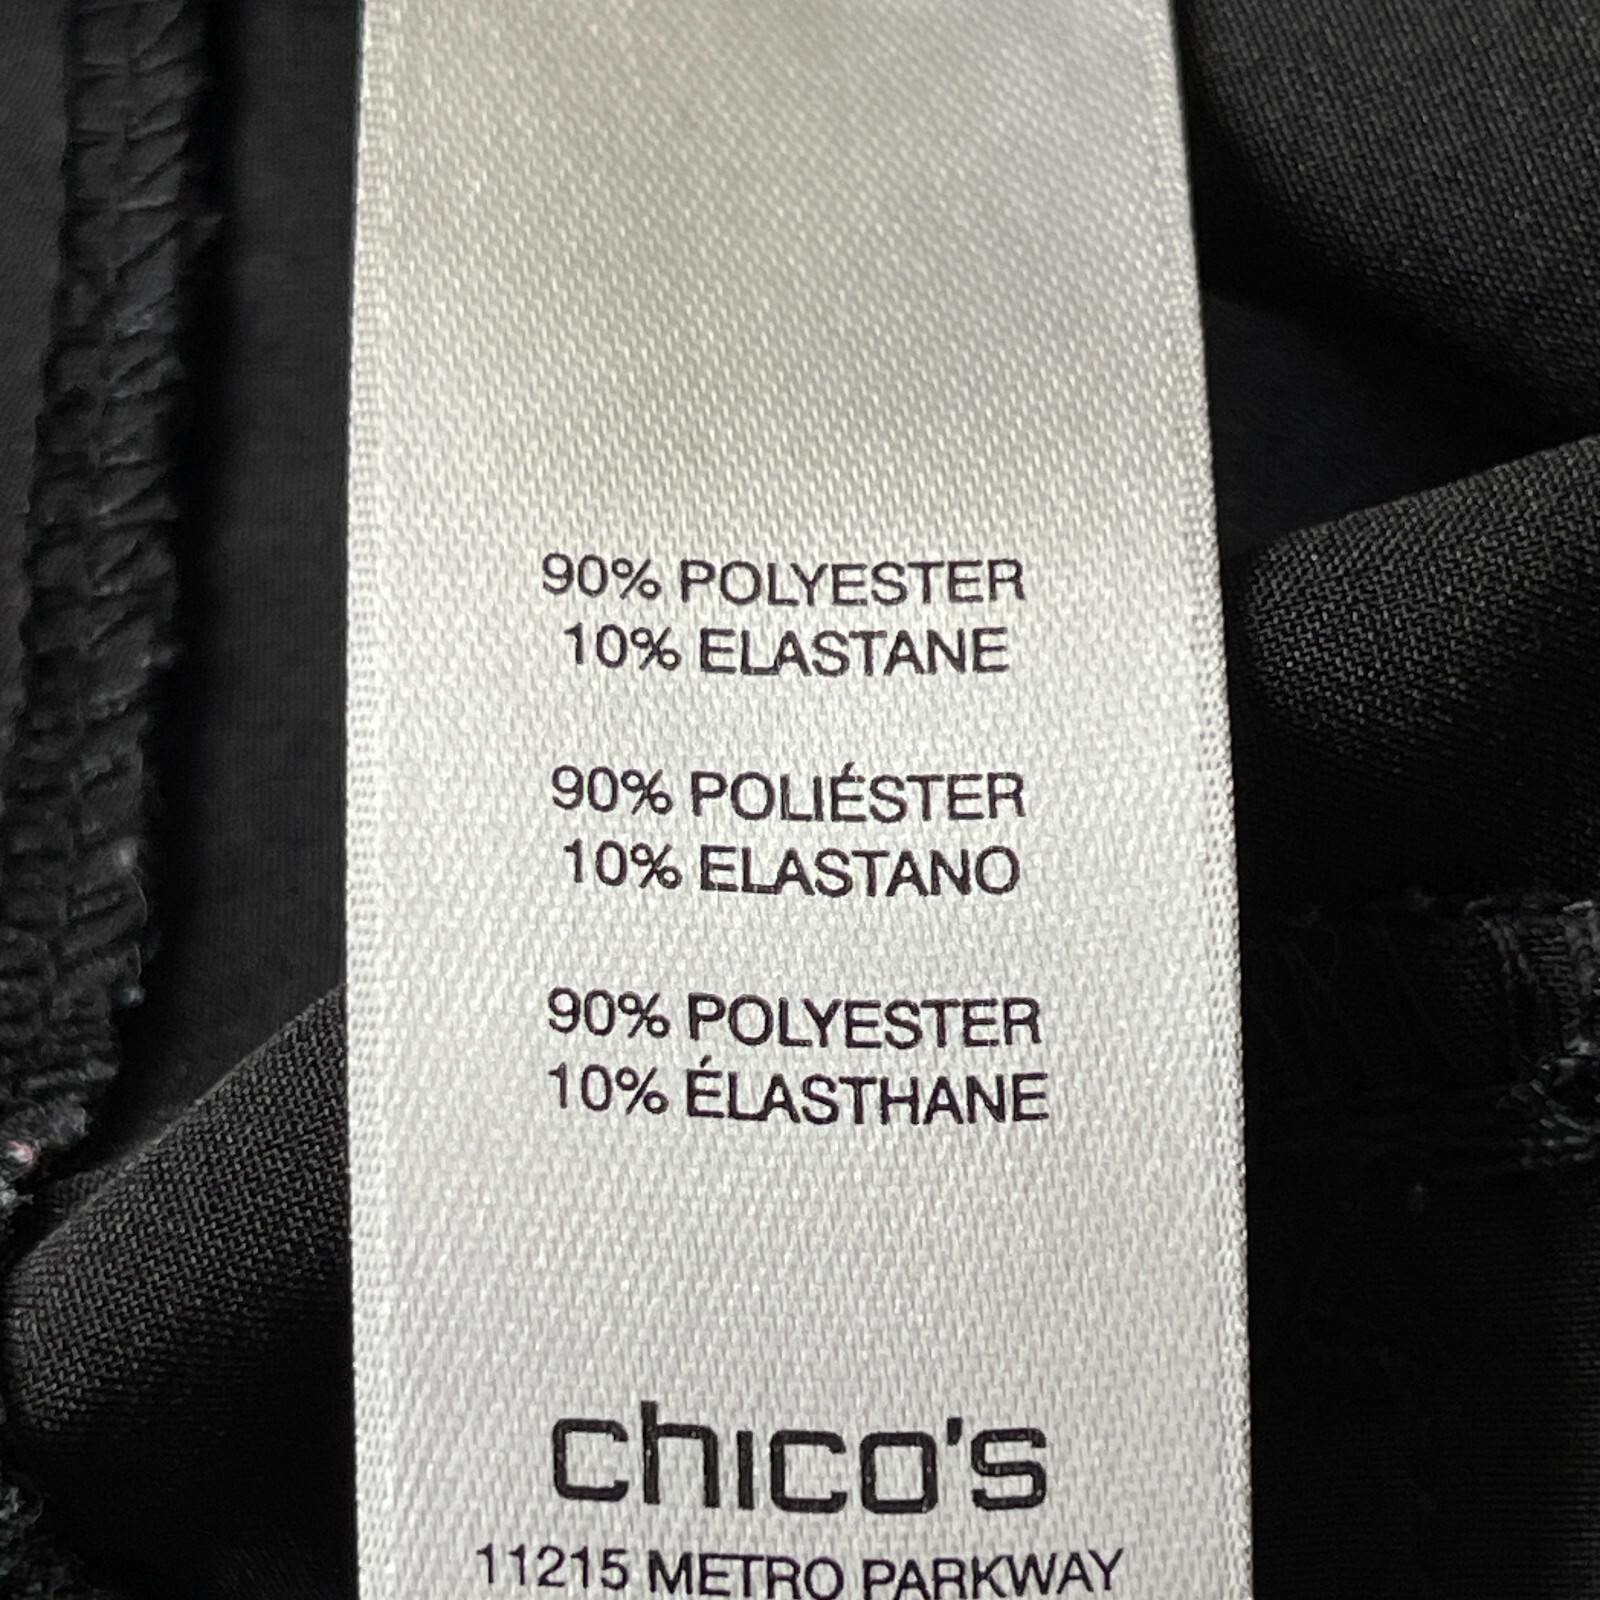 90% POLYESTER
10% ELASTANE
90% POLIÉSTER
10% ELASTANO
90% POLYESTER
10% ÉLASTHANE
chico's
11215 METRO PARKWAY